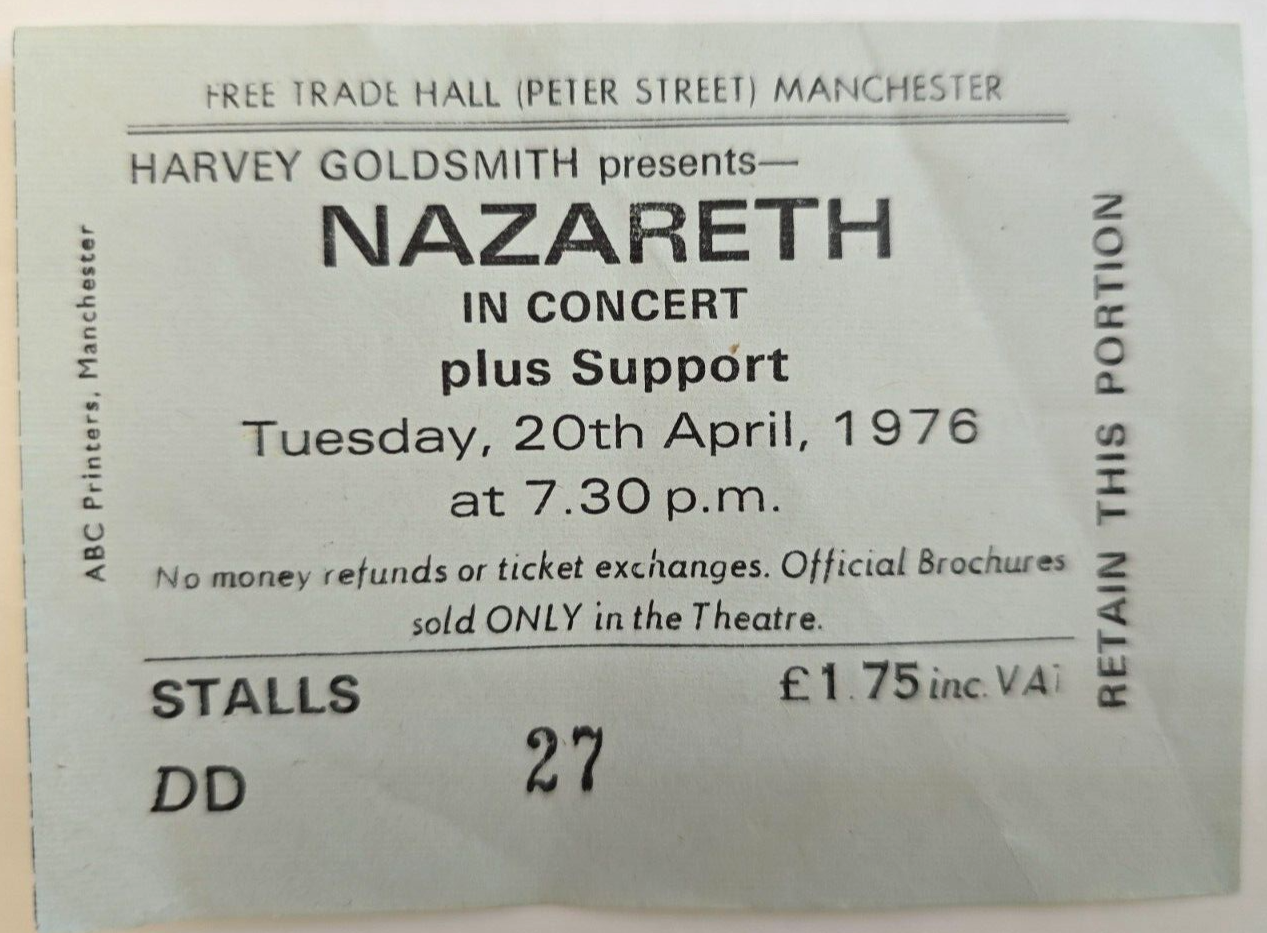 FREE TRADE HALL (PETER STREET) MANCHESTER
HARVEY GOLDSMITH presents—
NAZARETH
IN CONCERT
plus Support
Tuesday, 20th April, 1976
at 7.30 p.m.
No money refunds or ticket exchanges. Official Brochures
sold ONLY in the Theatre.
STALLS
£1.75 inc. VAT
DD
27
ABC Printers, Manchester
RETAIN THIS PORTION